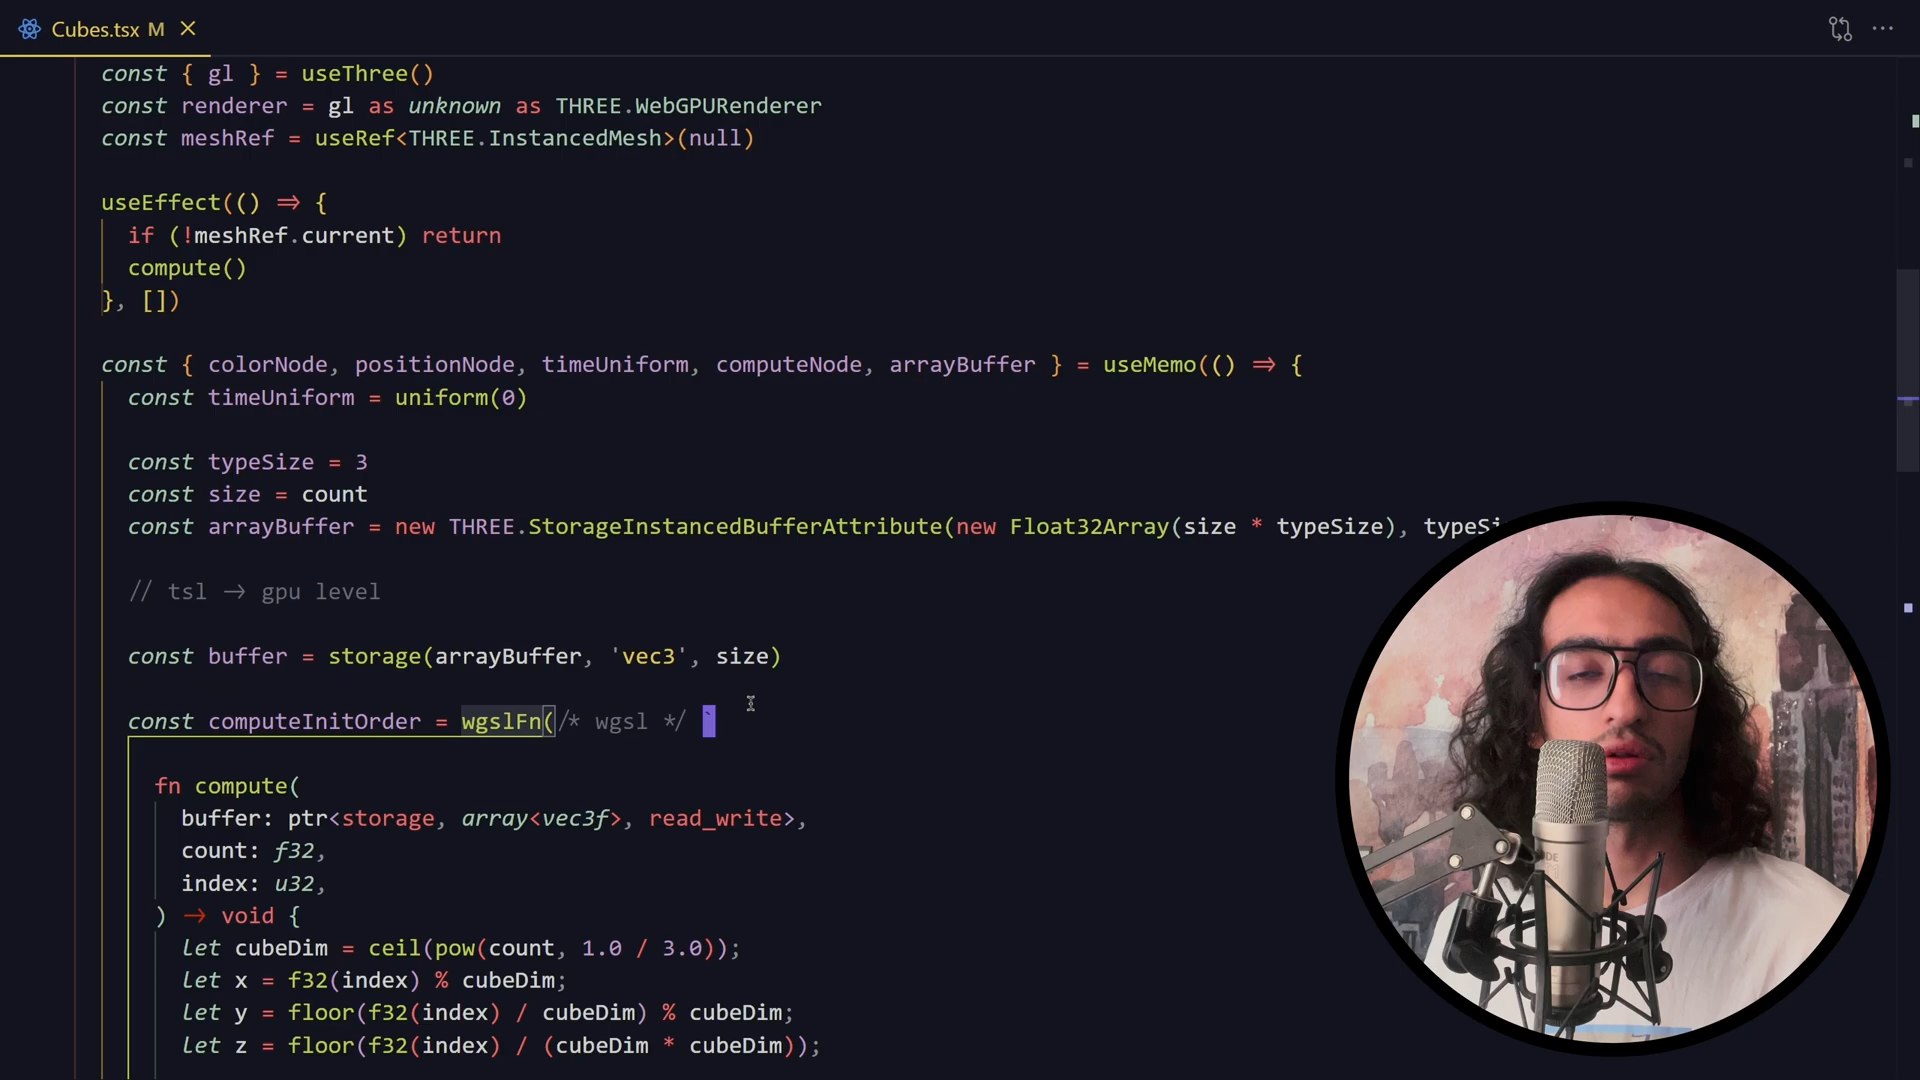 Cubes.tsx M
const { gl } = useThree()
const renderer = gl as unknown as THREE.WebGPURenderer
const meshRef = useRef<THREE.InstancedMesh>(null)
useEffect(() => {
if (!meshRef.current) return
compute()
}, [])
const { colorNode, positionNode, timeUniform, computeNode, arrayBuffer } = useMemo(() => {
const timeUniform = uniform(0)
const typeSize = 3
const size = count
const arrayBuffer = new THREE.StorageInstancedBufferAttribute(new Float32Array(size * typeSize), typeSi
// tsl -> gpu level
const buffer = storage(arrayBuffer, 'vec3', size)
const computeInitOrder = wgslFn(/* wgsl */ `
fn compute(
buffer: ptr<storage, array<vec3f>, read_write>,
count: f32,
index: u32,
) -> void {
let cubeDim = ceil(pow(count, 1.0 / 3.0));
let x = f32(index) % cubeDim;
let y = floor(f32(index) / cubeDim) % cubeDim;
let z = floor(f32(index) / (cubeDim * cubeDim));